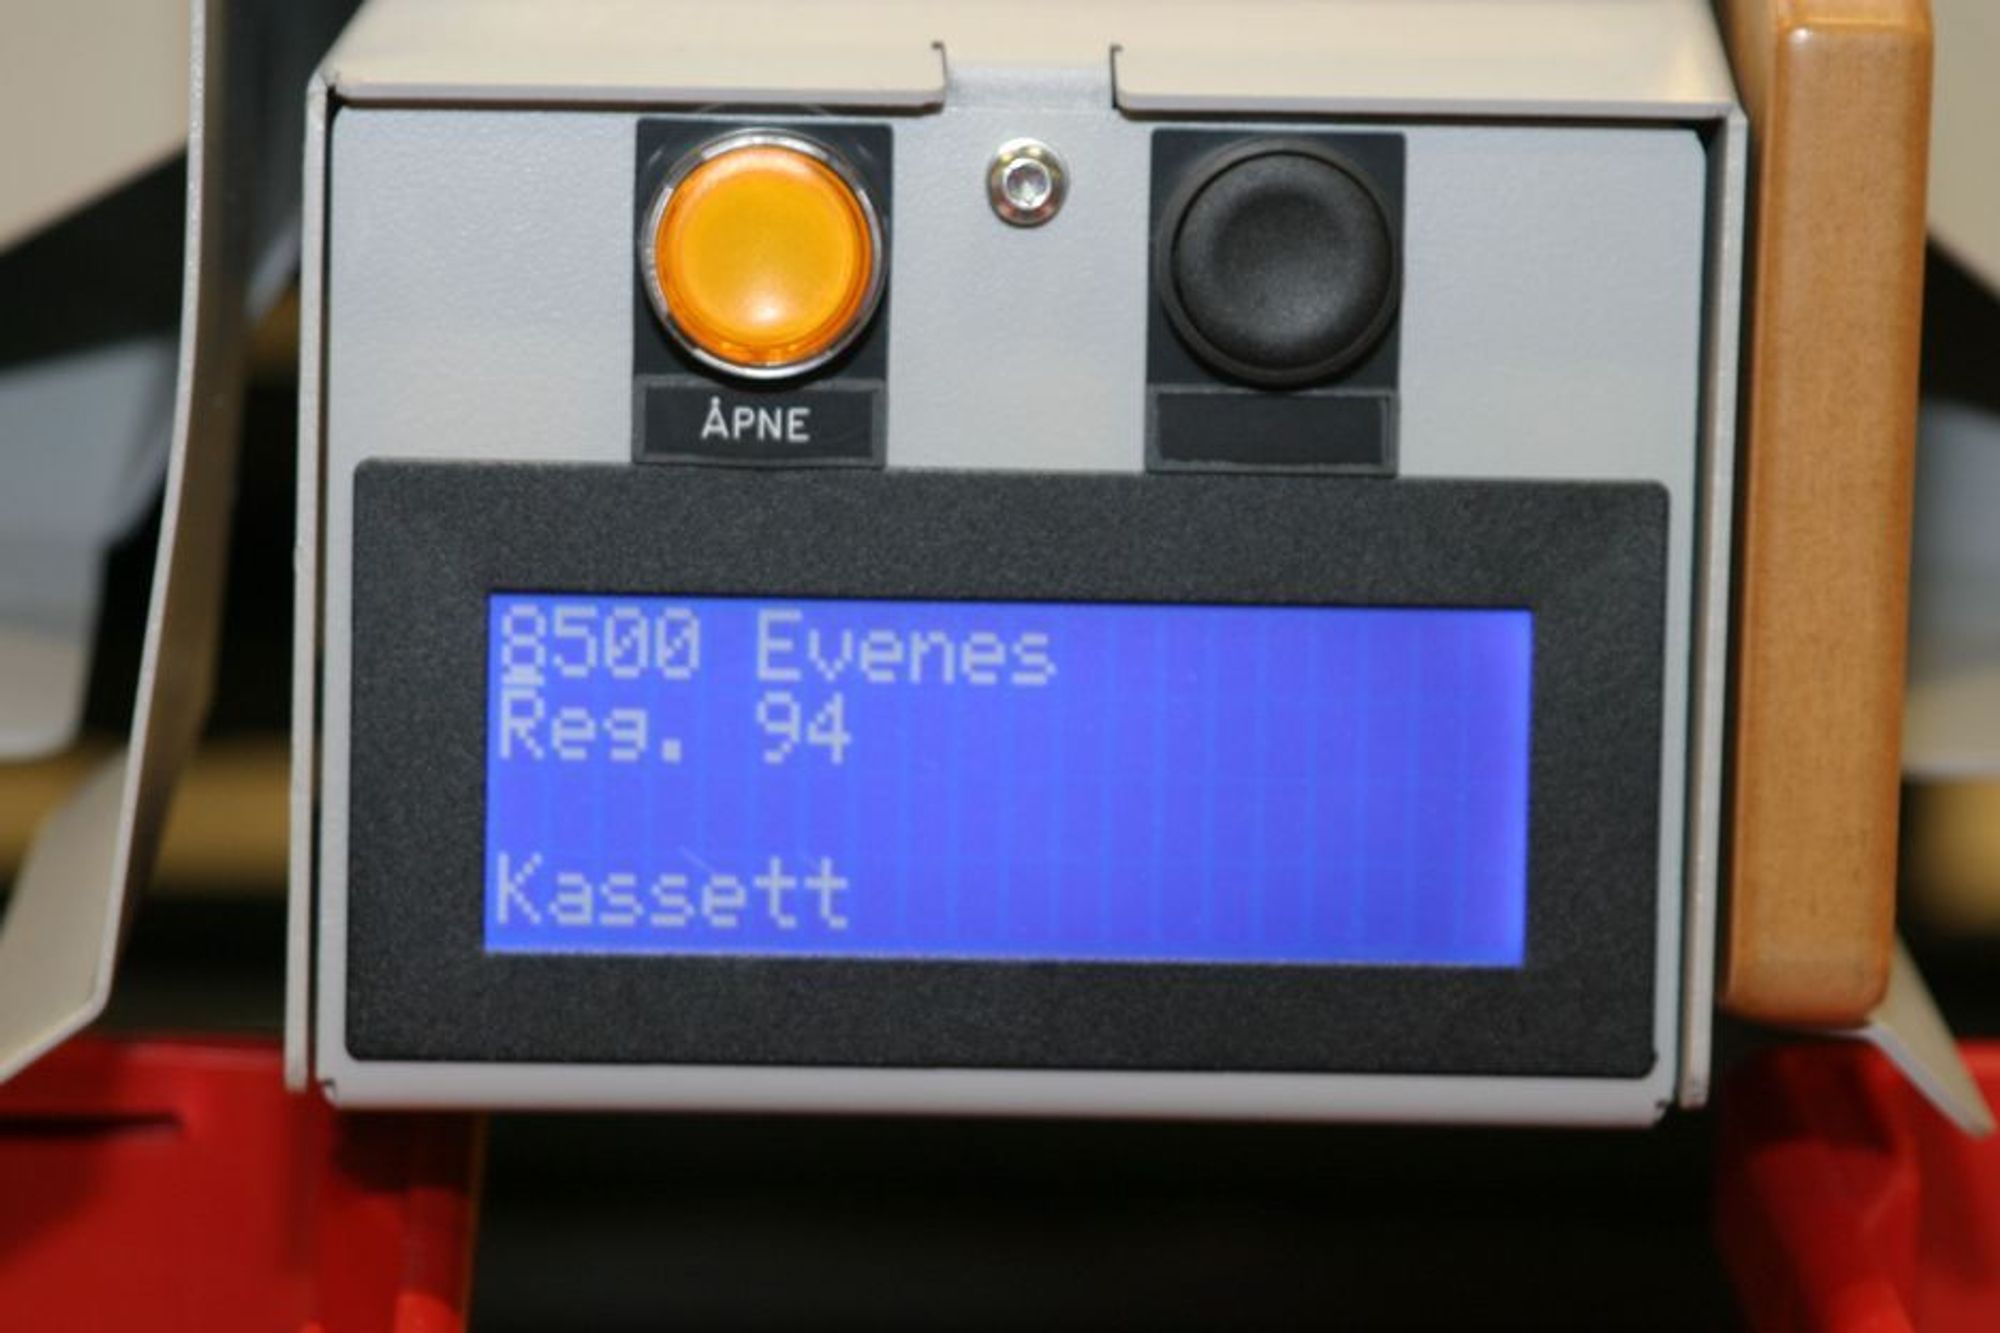 ÅPNE
8500 Evenes
Reg. 94
Kassett